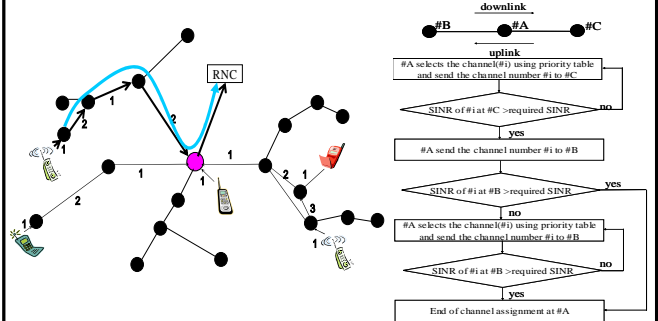 downlink
#B
#A
#C
uplink
RNC
1
2
1
2
1
1
1
2
1
1
2
1
3
1
#A selects the channel(#i) using priority table
and send the channel number #i to #C
SINR of #i at #C >required SINR
no
yes
#A send the channel number #i to #B
SINR of #i at #B >required SINR
yes
no
#A selects the channel(#i) using priority table
and send the channel number #i to #B
SINR of #i at #B >required SINR
no
yes
End of channel assignment at #A